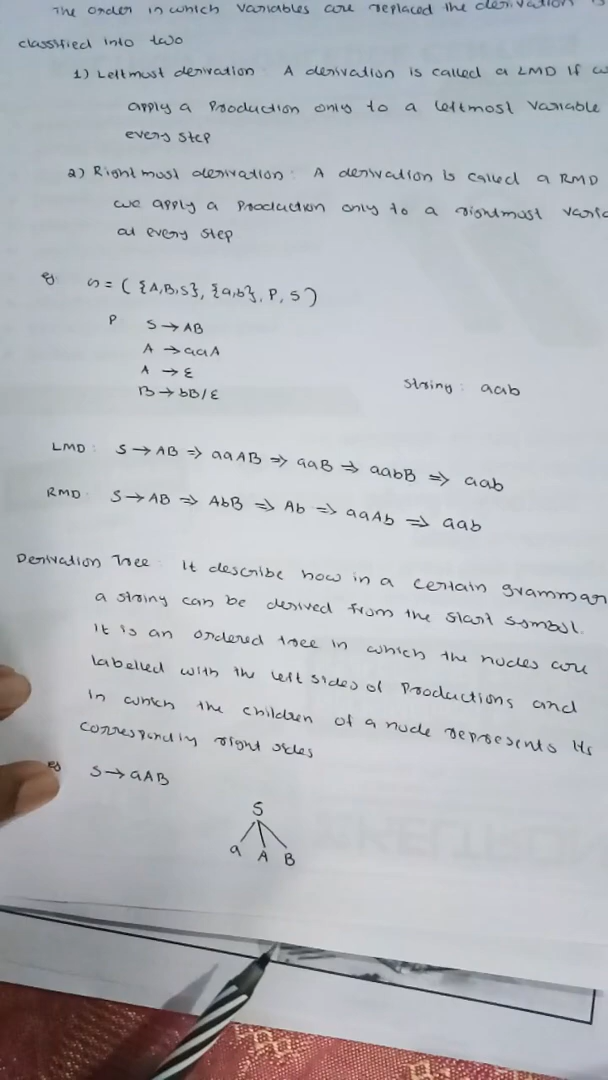 The order in which variables are replaced the derivation is
classified into two
1) Leftmost derivation : A derivation is called a LMD if
apply a production only to a leftmost variable
every step
2) Rightmost derivation : A derivation is called a RMD
we apply a production only to a rightmost
at every step
eg G = ( {A,B,S}, {a,b}, P, S )
P S → AB
A → aaA
A → ε
B → bB/ε
string : aab
LMD : S → AB ⇒ aaAB ⇒ aaB ⇒ aabB ⇒ aab
RMD : S → AB ⇒ AbB ⇒ Ab ⇒ aaAb ⇒ aab
Derivation Tree : It describe how in a certain grammar
a string can be derived from the start symbol.
It is an ordered tree in which the nodes are
labelled with the left sides of productions and
in which the children of a node represents its
correspondly right sides
eg S → aAB
S
a A B